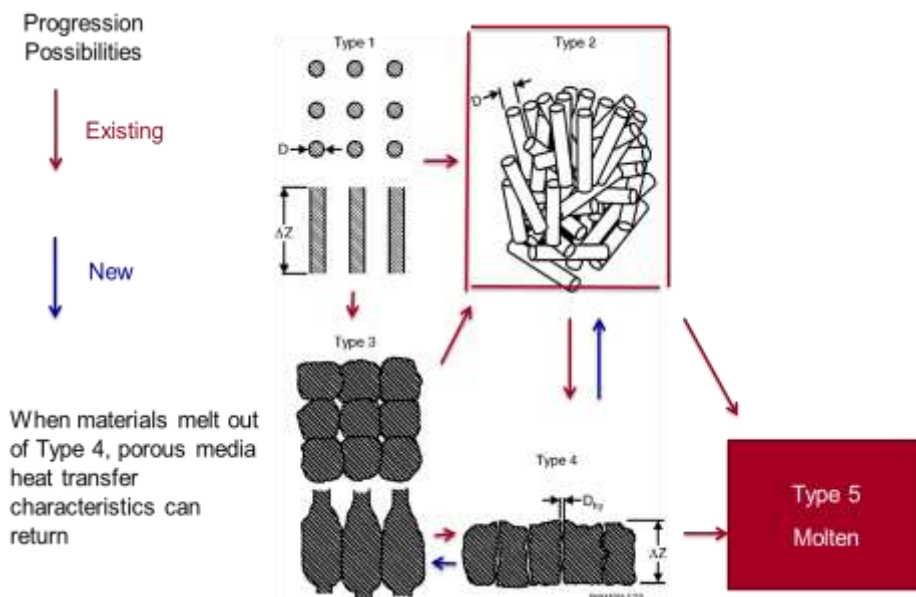 Progression
Possibilities
Existing
New
When materials melt out
of Type 4, porous media
heat transfer
characteristics can
return
Type 1
D
ΔZ
Type 2
D
Type 3
Type 4
ΔZ
Type 5
Molten